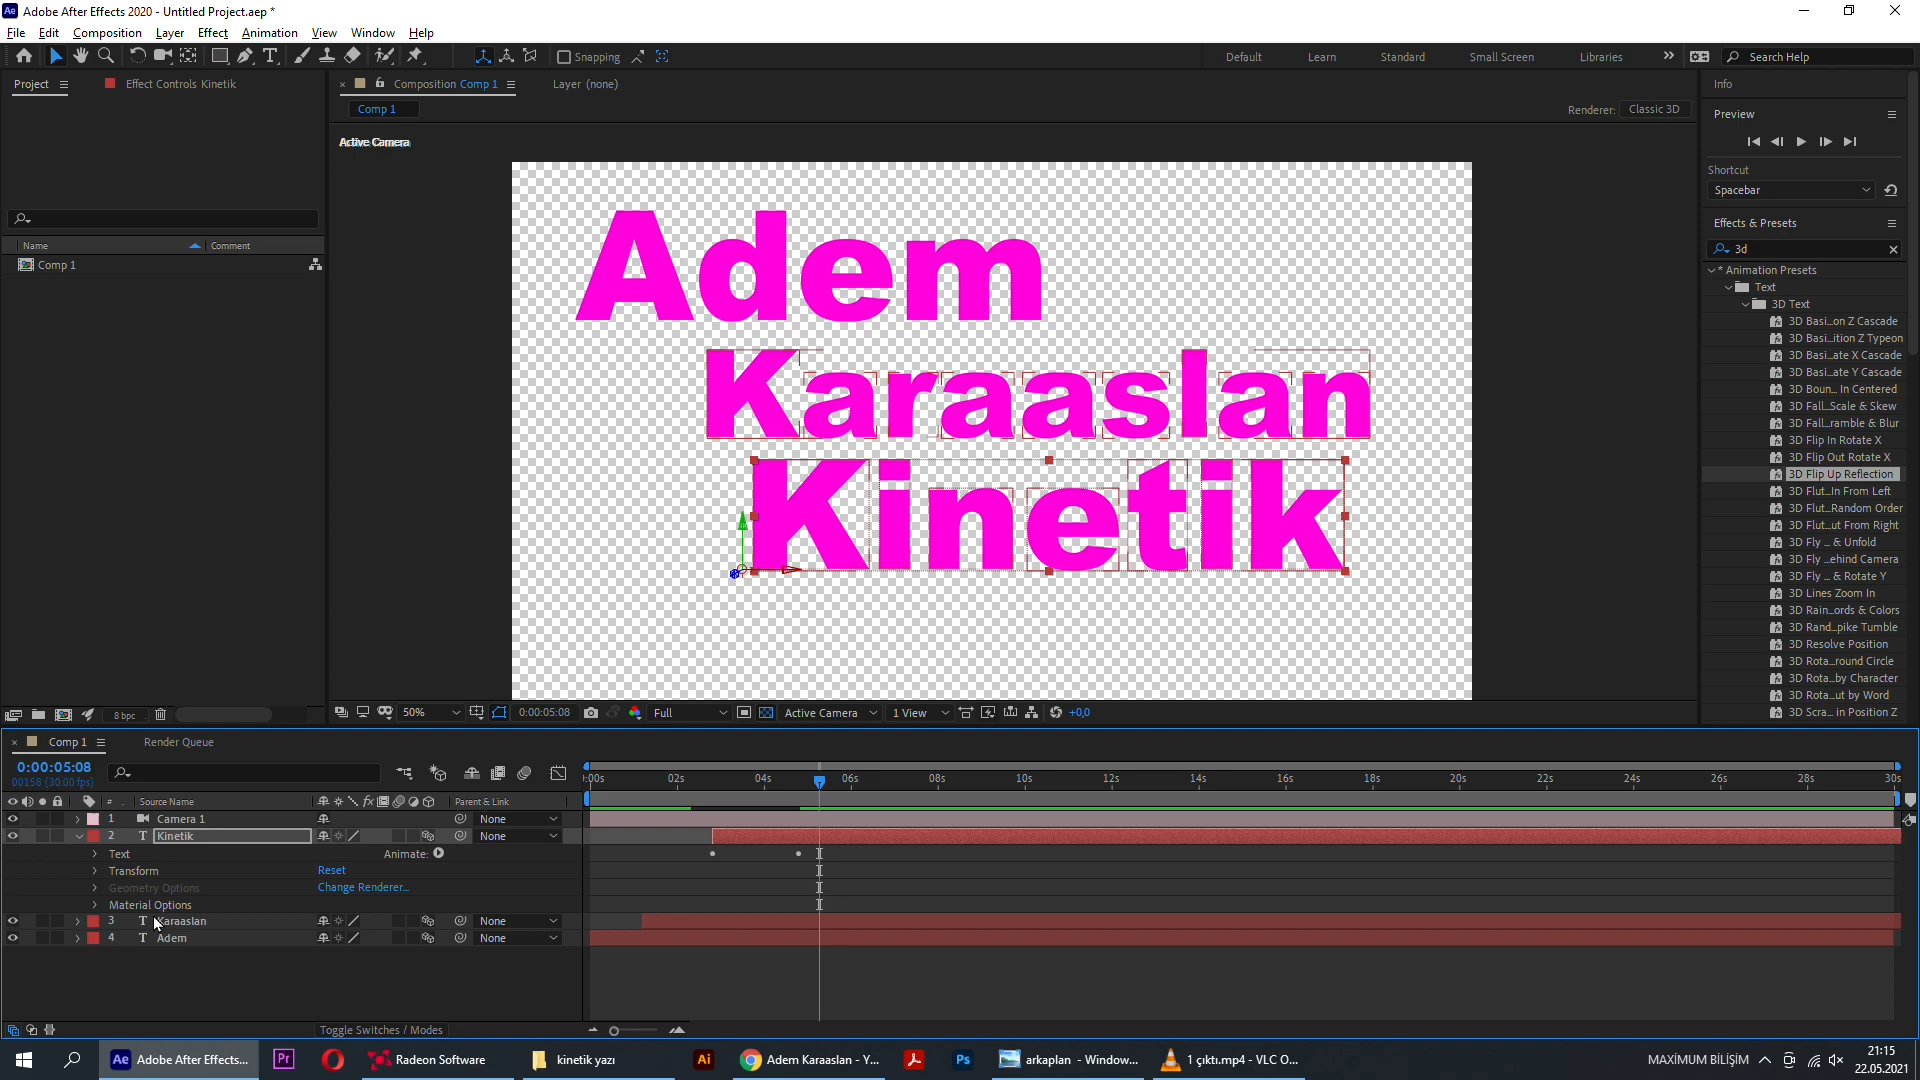 Adobe After Effects 2020 - Untitled Project.aep *
File Edit Composition Layer Effect Animation View Window Help
Snapping Default Learn Standard Small Screen Libraries Search Help
Project Effect Controls Kinetik Composition Comp 1 Layer (none) Info
Comp 1 Renderer: Classic 3D
Preview
Active Camera
Shortcut
Spacebar
Effects & Presets
3d
Name Comment
Comp 1
* Animation Presets
Text
3D Text
3D Basi...on Z Cascade
3D Basi...ition Z Typeon
3D Basi...ate X Cascade
3D Basi...ate Y Cascade
3D Boun... In Centered
3D Fall...Scale & Skew
3D Fall...ramble & Blur
3D Flip In Rotate X
3D Flip Out Rotate X
3D Flip Up Reflection
3D Flut...In From Left
3D Flut...Random Order
3D Flut...ut From Right
3D Fly ... & Unfold
3D Fly ...ehind Camera
3D Fly ... & Rotate Y
3D Lines Zoom In
3D Rain...ords & Colors
3D Rand...pike Tumble
3D Resolve Position
3D Rota...round Circle
3D Rota...by Character
3D Rota...ut by Word
3D Scra... in Position Z
Adem
Karaaslan
Kinetik
8 bpc 50% 0:00:05:08 Full Active Camera 1 View +0,0
Comp 1 Render Queue
0:00:05:08
00158 (30.00 fps)
:00s 02s 04s 06s 08s 10s 12s 14s 16s 18s 20s 22s 24s 26s 28s 30s
# Source Name Parent & Link
1 Camera 1 None
2 Kinetik None
Text Animate:
Transform Reset
Geometry Options Change Renderer...
Material Options
3 Karaaslan None
4 Adem None
Toggle Switches / Modes
Adobe After Effects... Radeon Software kinetik yazı Adem Karaaslan - Y... arkaplan - Window... 1 çıktı.mp4 - VLC O... MAXİMUM BİLİŞİM 21:15
22.05.2021